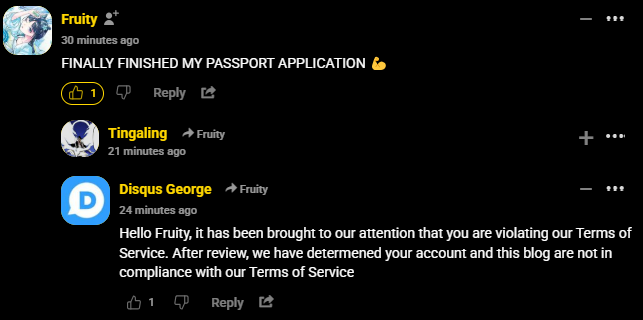 Fruity
30 minutes ago
FINALLY FINISHED MY PASSPORT APPLICATION 💪
1 Reply
Tingaling Fruity
21 minutes ago
D
Disqus George Fruity
24 minutes ago
Hello Fruity, it has been brought to our attention that you are violating our Terms of
Service. After review, we have determened your account and this blog are not in
compliance with our Terms of Service
1 Reply